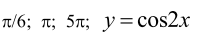 π/6; π; 5π; y = cos2x